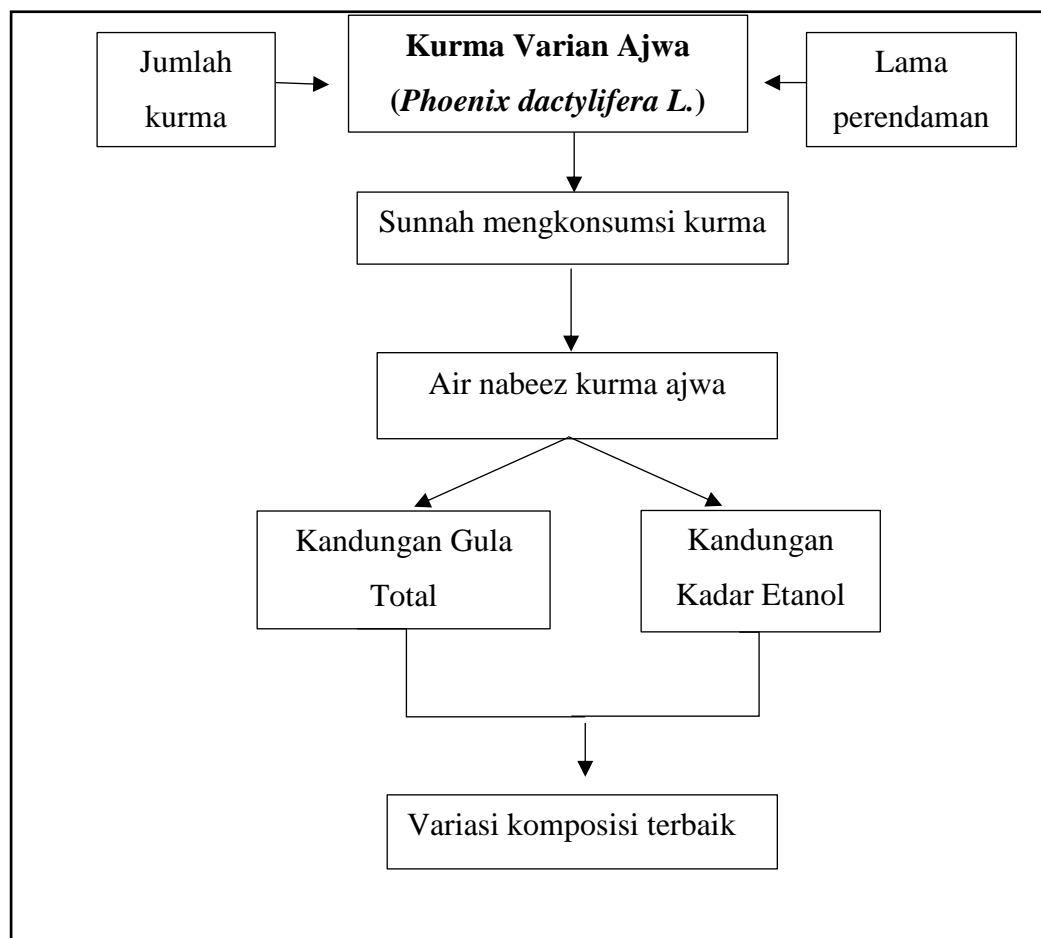 Jumlah
kurma
Kurma Varian Ajwa
(Phoenix dactylifera L.)
Lama
perendaman
Sunnah mengkonsumsi kurma
Air nabeez kurma ajwa
Kandungan Gula
Total
Kandungan
Kadar Etanol
Variasi komposisi terbaik